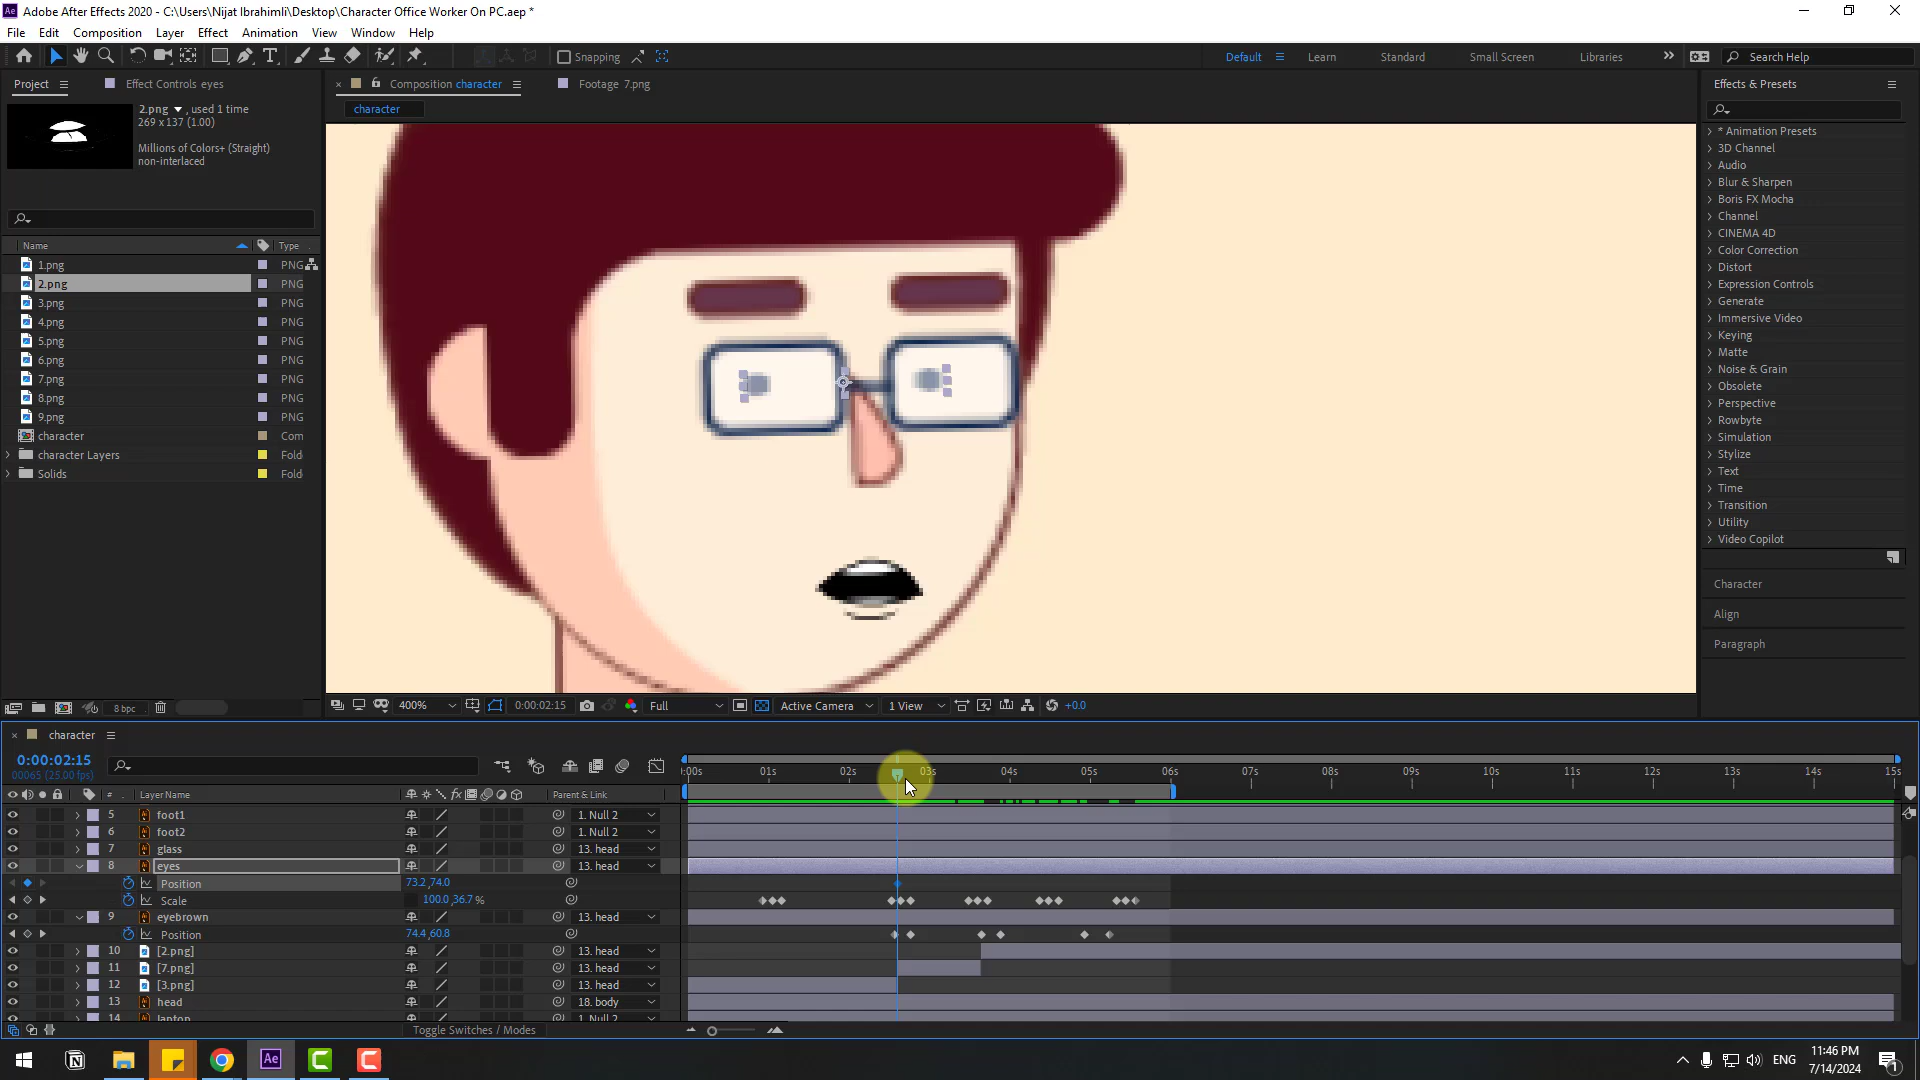 Adobe After Effects 2020 - C:\Users\Nijat Ibrahimli\Desktop\Character Office Worker On PC.aep *
File Edit Composition Layer Effect Animation View Window Help
Snapping
Default Learn Standard Small Screen Libraries Search Help
Project Effect Controls eyes
2.png , used 1 time
269 x 137 (1.00)
Millions of Colors+ (Straight)
non-interlaced
Name Type
1.png PNG
2.png PNG
3.png PNG
4.png PNG
5.png PNG
6.png PNG
7.png PNG
8.png PNG
9.png PNG
character Com
character Layers Fold
Solids Fold
8 bpc
Composition character Footage 7.png
character
400% 0:00:02:15 Full Active Camera 1 View +0.0
Effects & Presets
* Animation Presets
3D Channel
Audio
Blur & Sharpen
Boris FX Mocha
Channel
CINEMA 4D
Color Correction
Distort
Expression Controls
Generate
Immersive Video
Keying
Matte
Noise & Grain
Obsolete
Perspective
Rowbyte
Simulation
Stylize
Text
Time
Transition
Utility
Video Copilot
Character
Align
Paragraph
character
0:00:02:15
00065 (25.00 fps)
:00s 01s 02s 03s 04s 05s 06s 07s 08s 09s 10s 11s 12s 13s 14s 15s
# Layer Name fx Parent & Link
5 foot1 1. Null 2
6 foot2 1. Null 2
7 glass 13. head
8 eyes 13. head
Position 73.2,74.0
Scale 100.0,36.7 %
9 eyebrown 13. head
Position 74.4,60.8
10 [2.png] 13. head
11 [7.png] 13. head
12 [3.png] 13. head
13 head 18. body
14 laptop 1. Null 2
Toggle Switches / Modes
Ae
ENG
11:46 PM
7/14/2024
1